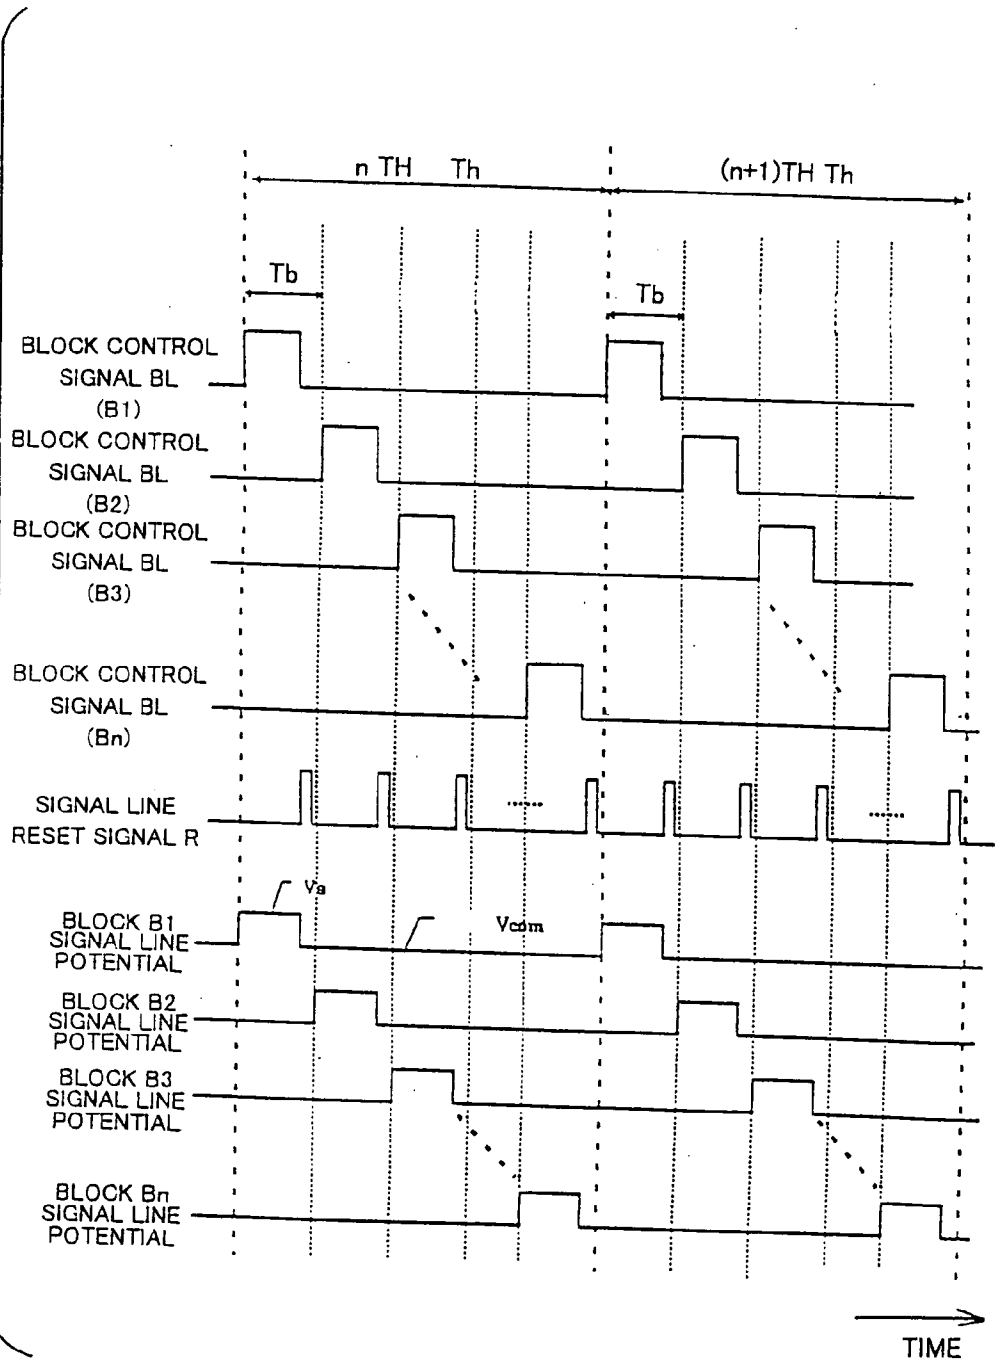 n TH Th
(n+1)TH Th
Tb
Tb
BLOCK CONTROL
SIGNAL BL
(B1)
BLOCK CONTROL
SIGNAL BL
(B2)
BLOCK CONTROL
SIGNAL BL
(B3)
BLOCK CONTROL
SIGNAL BL
(Bn)
SIGNAL LINE
RESET SIGNAL R
Va
Vcom
BLOCK B1
SIGNAL LINE
POTENTIAL
BLOCK B2
SIGNAL LINE
POTENTIAL
BLOCK B3
SIGNAL LINE
POTENTIAL
BLOCK Bn
SIGNAL LINE
POTENTIAL
TIME